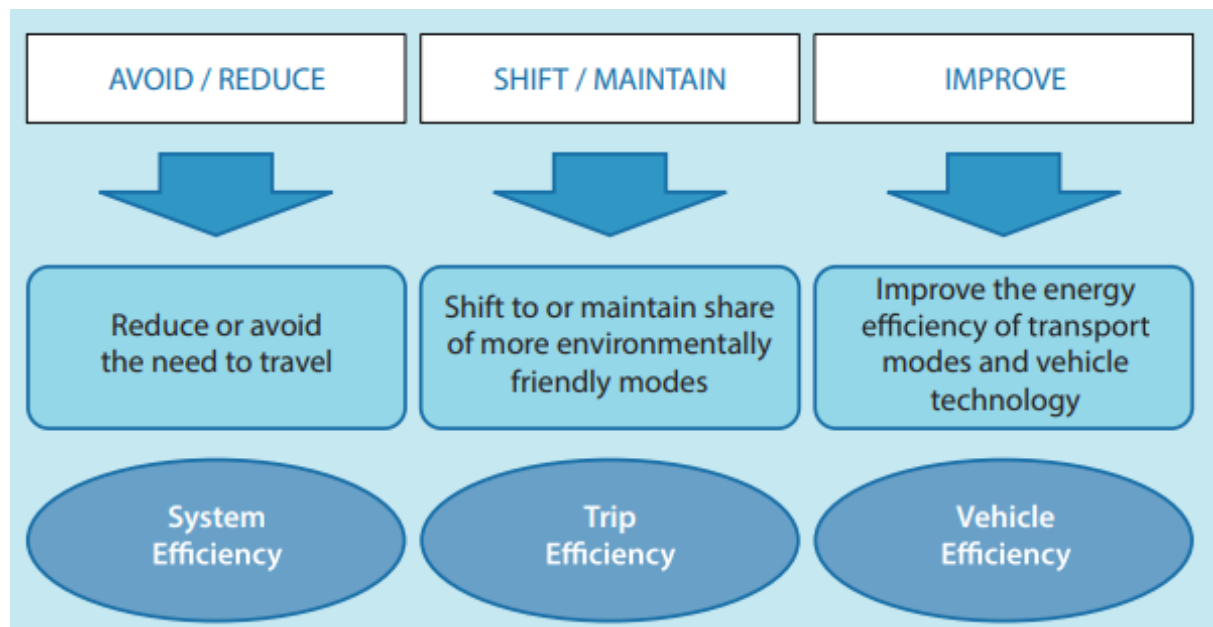 AVOID / REDUCE
SHIFT / MAINTAIN
IMPROVE
Reduce or avoid
the need to travel
Shift to or maintain share
of more environmentally
friendly modes
Improve the energy
efficiency of transport
modes and vehicle
technology
System
Efficiency
Trip
Efficiency
Vehicle
Efficiency